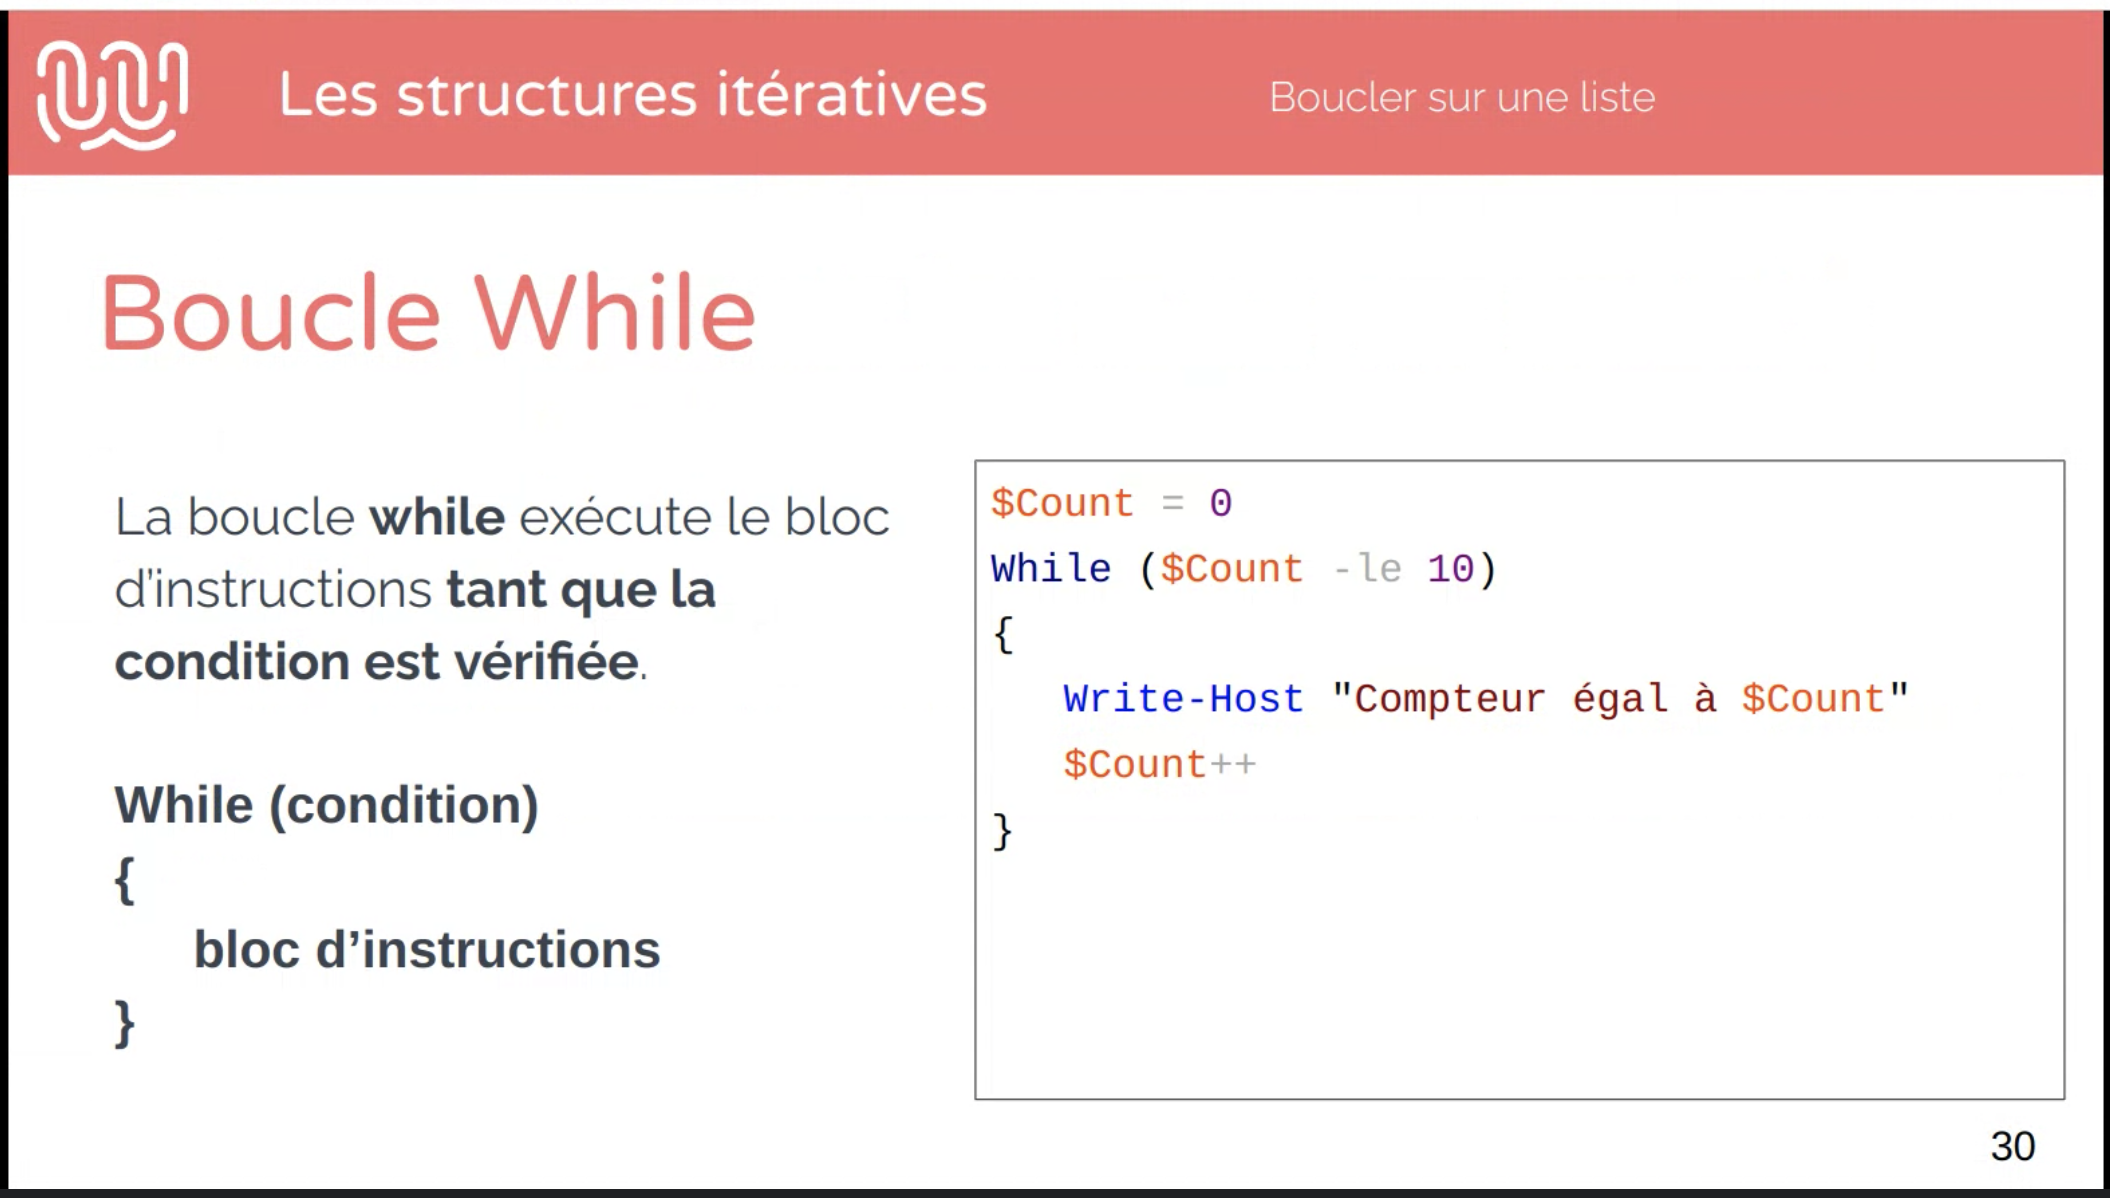 Les structures itératives
Boucler sur une liste
Boucle While
La boucle while exécute le bloc
d'instructions tant que la
condition est vérifiée.
While (condition)
{
bloc d’instructions
}
$Count = 0
While ($Count -le 10)
{
Write-Host "Compteur égal à $Count"
$Count++
}
30